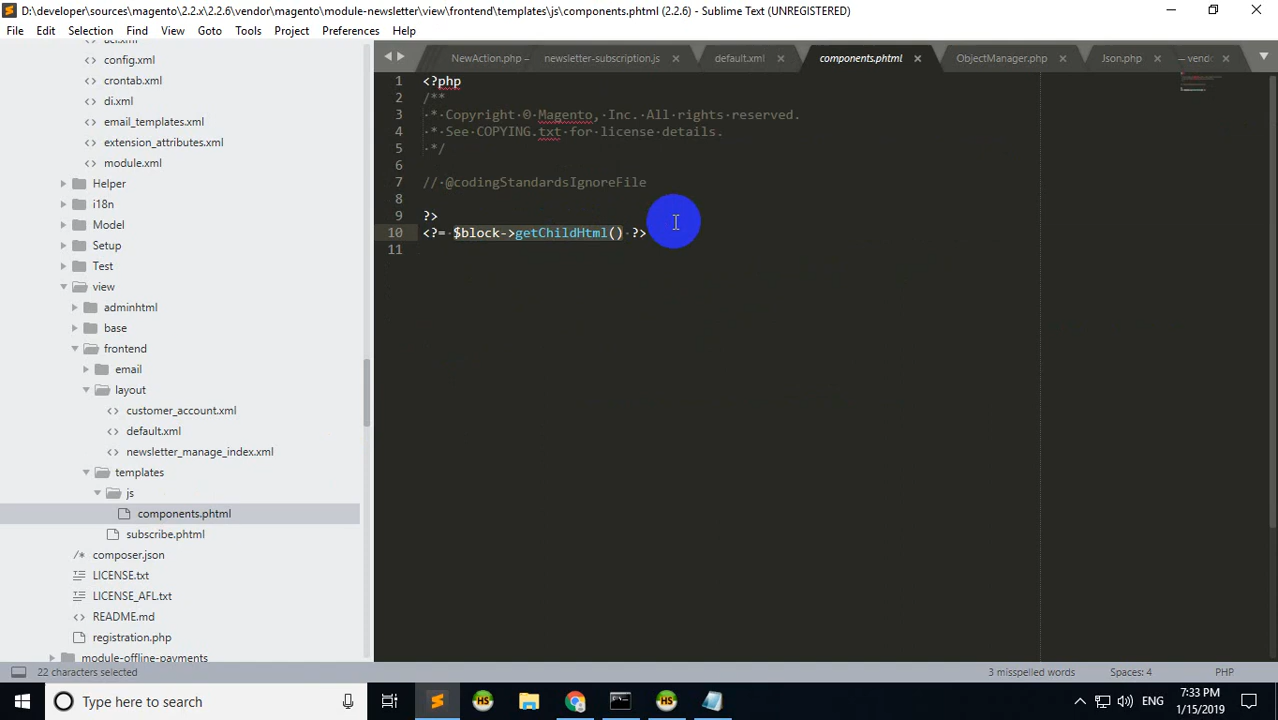 D:\developer\sources\magento\2.2.x\2.2.6\vendor\magento\module-newsletter\view\frontend\templates\js\components.phtml (2.2.6) - Sublime Text (UNREGISTERED)
File Edit Selection Find View Goto Tools Project Preferences Help
config.xml
crontab.xml
di.xml
email_templates.xml
extension_attributes.xml
module.xml
Helper
i18n
Model
Setup
Test
view
adminhtml
base
frontend
email
layout
customer_account.xml
default.xml
newsletter_manage_index.xml
templates
js
components.phtml
subscribe.phtml
composer.json
LICENSE.txt
LICENSE_AFL.txt
README.md
registration.php
module-offline-payments
NewAction.php — newsletter-subscription.js default.xml components.phtml ObjectManager.php Json.php — vend
1 <?php
2 /**
3 * Copyright © Magento, Inc. All rights reserved.
4 * See COPYING.txt for license details.
5 */
6
7 // @codingStandardsIgnoreFile
8
9 ?>
10 <?= $block->getChildHtml() ?>
11
22 characters selected 3 misspelled words Spaces: 4 PHP
Type here to search
ENG
7:33 PM
1/15/2019